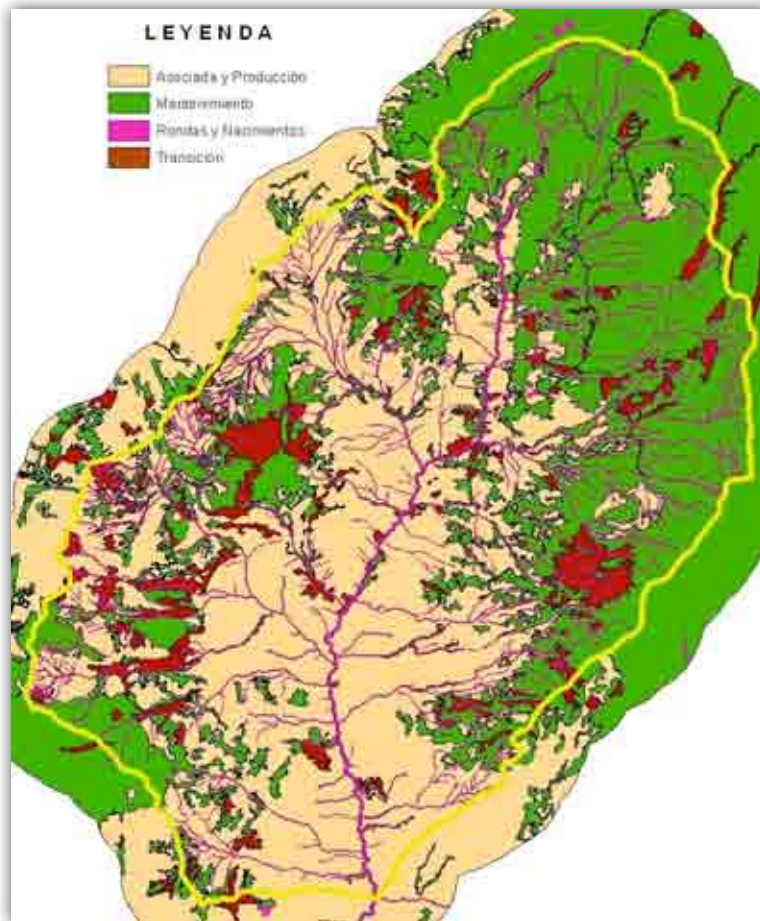 LEYENDA
Asociada y Producción
Mantenimiento
Rondas y Nacimientos
Transición